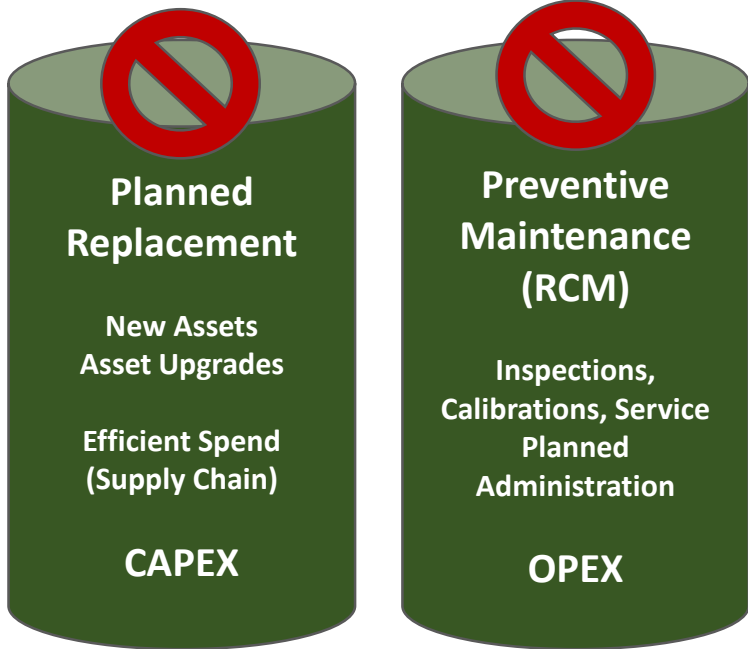 Planned
Replacement
New Assets
Asset Upgrades
Efficient Spend
(Supply Chain)
CAPEX
Preventive
Maintenance
(RCM)
Inspections,
Calibrations, Service
Planned
Administration
OPEX